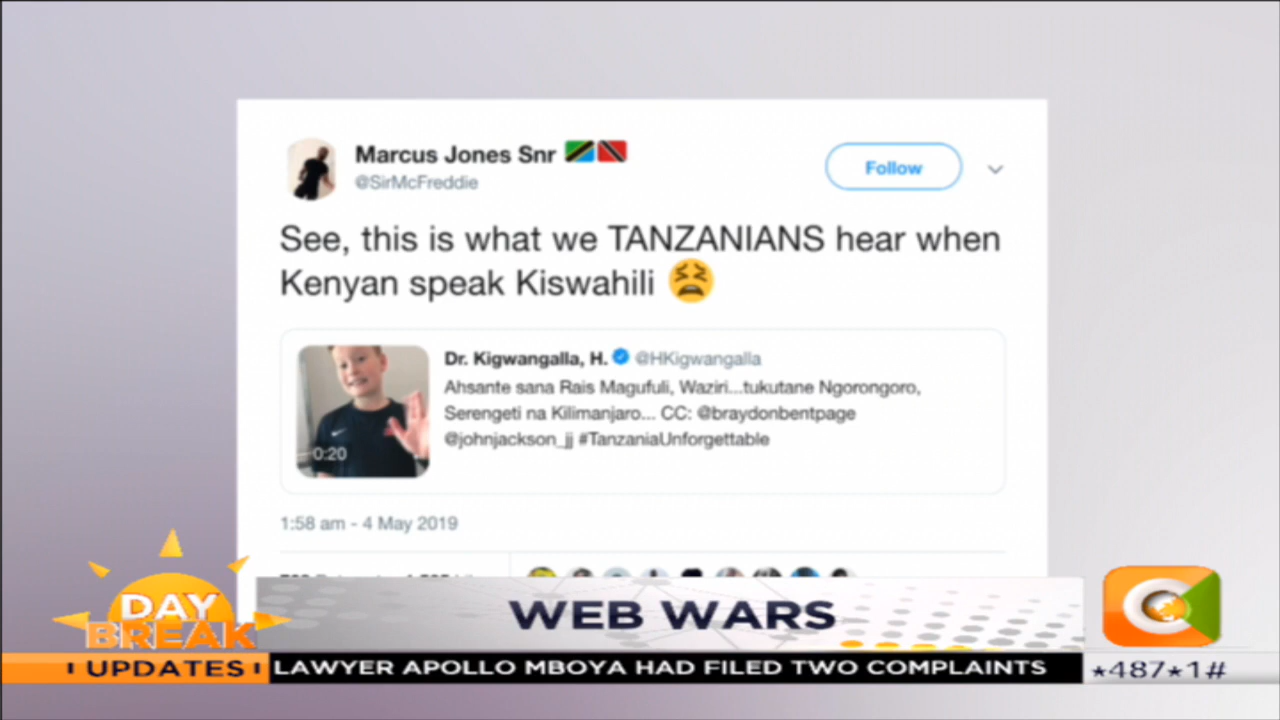 Marcus Jones Snr
@SirMcFreddie
Follow
See, this is what we TANZANIANS hear when
Kenyan speak Kiswahili
Dr. Kigwangalla, H. @HKigwangalla
Ahsante sana Rais Magufuli, Waziri...tukutane Ngorongoro,
Serengeti na Kilimanjaro... CC: @braydonbentpage
@johnjackson_jj #TanzaniaUnforgettable
0:20
1:58 am - 4 May 2019
DAY
BREAK
WEB WARS
UPDATES
LAWYER APOLLO MBOYA HAD FILED TWO COMPLAINTS
*487*1#